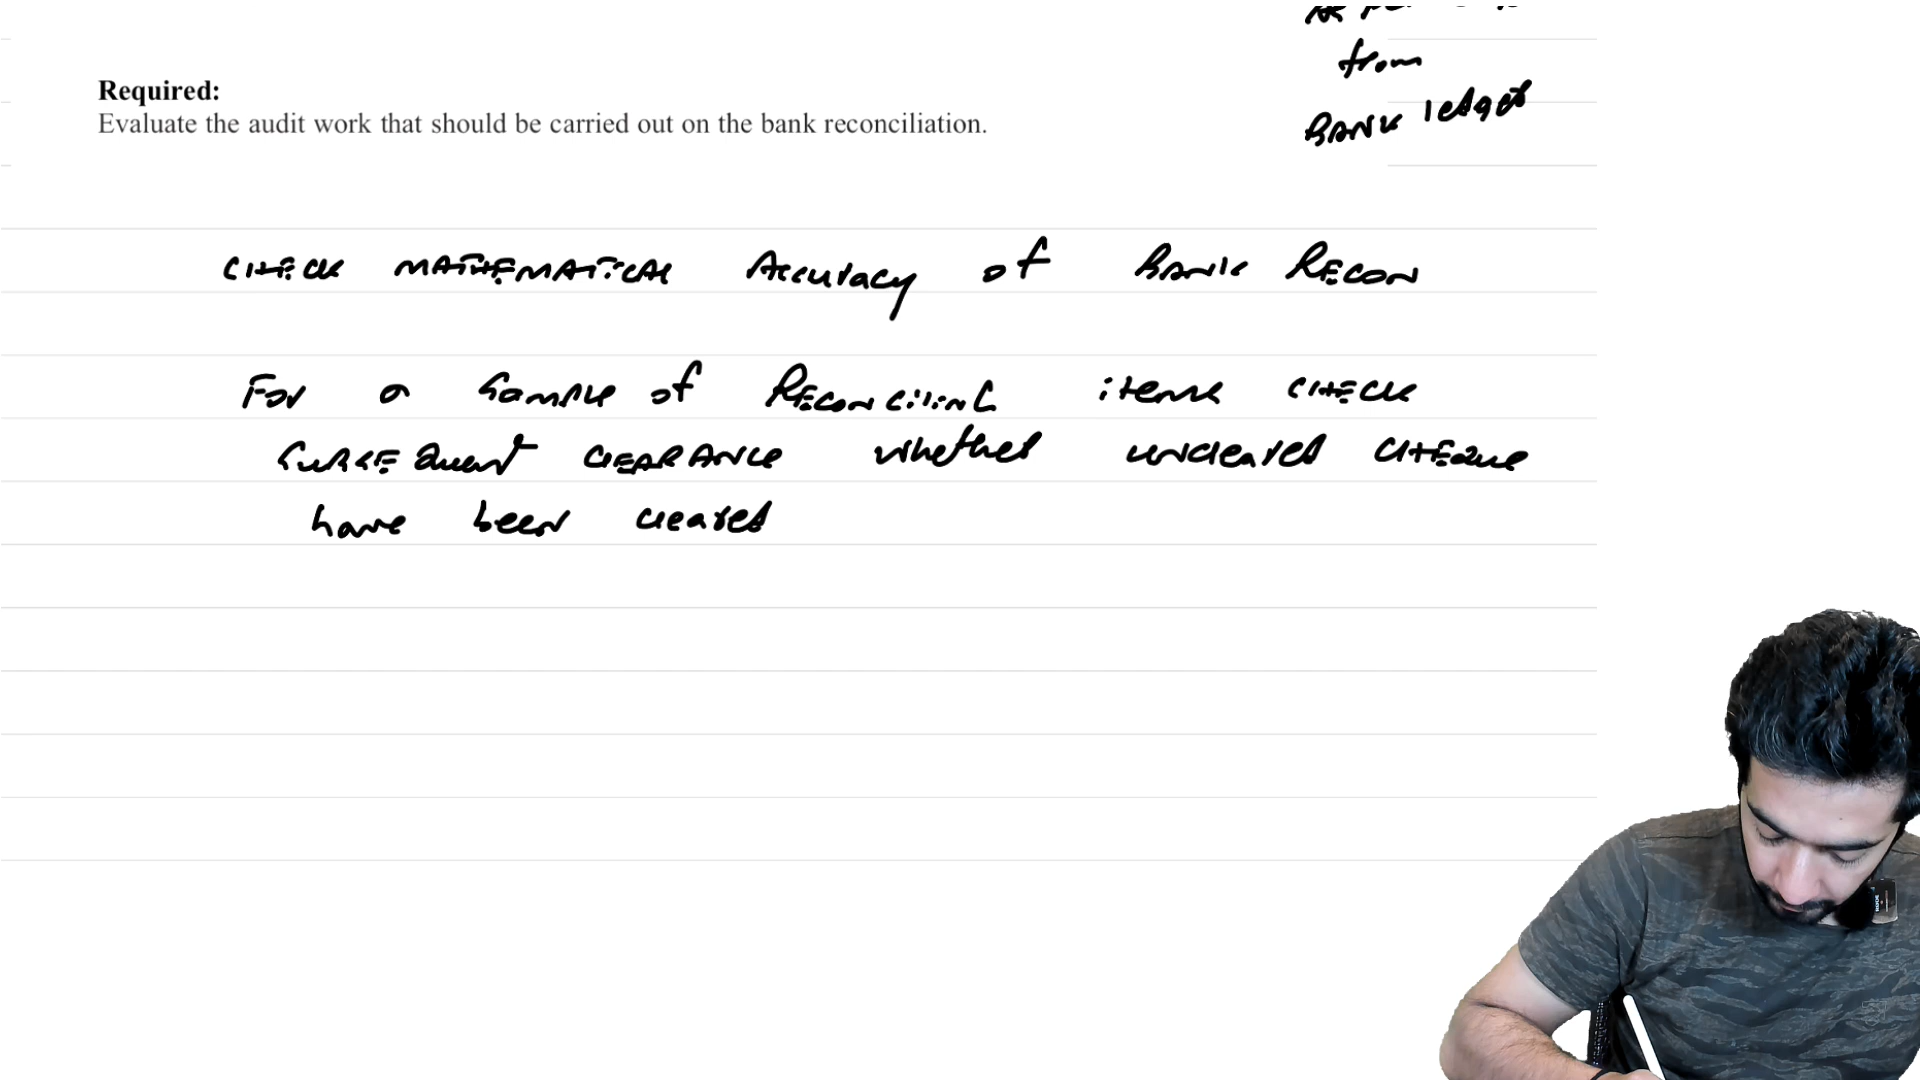 from
BANK ledger
Required:
Evaluate the audit work that should be carried out on the bank reconciliation.
CHECK MATHEMATICAL Accuracy of BANK RECON
For a Sample of RECONCILING items CHECK
SUBSEquent CLEARANCE whether uncleared CHEque
have been cleared